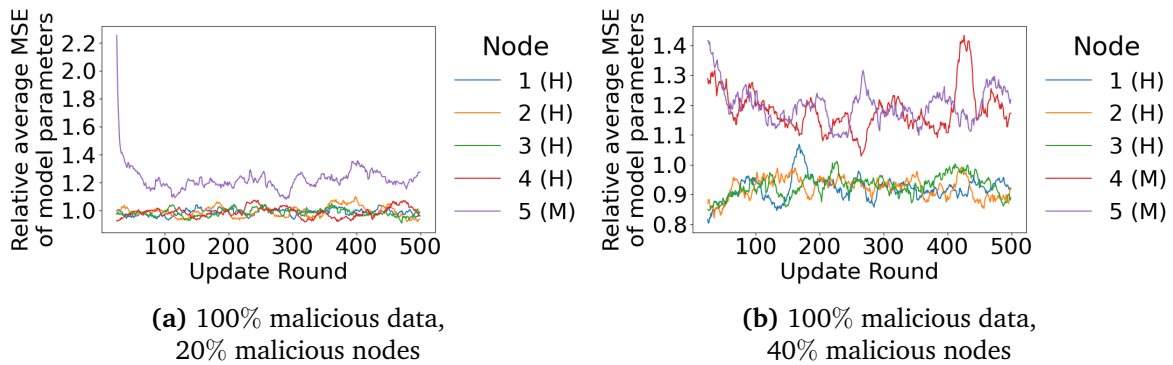 Relative average MSE
of model parameters
2.2
2.0
1.8
1.6
1.4
1.2
1.0
100 200 300 400 500
Update Round
Node
1 (H)
2 (H)
3 (H)
4 (H)
5 (M)
(a) 100% malicious data,
20% malicious nodes
Relative average MSE
of model parameters
1.4
1.3
1.2
1.1
1.0
0.9
0.8
100 200 300 400 500
Update Round
Node
1 (H)
2 (H)
3 (H)
4 (M)
5 (M)
(b) 100% malicious data,
40% malicious nodes